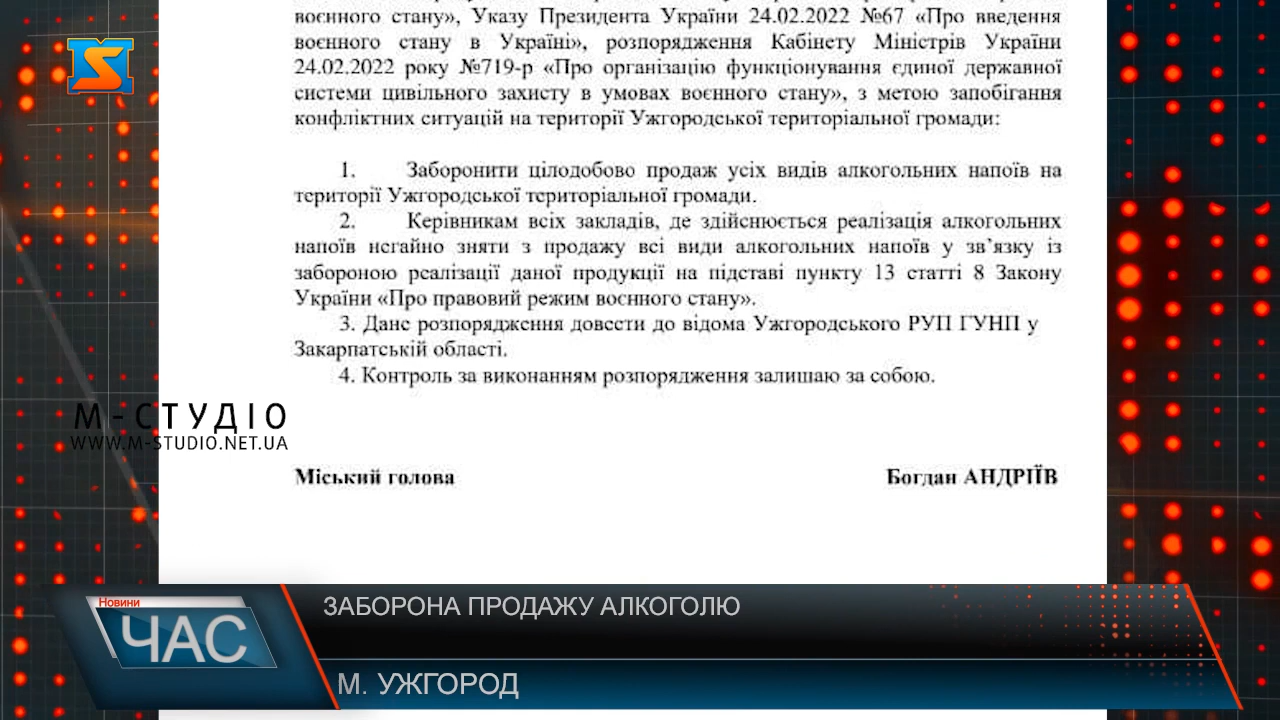 воєнного стану», Указу Президента України 24.02.2022 №67 «Про введення
воєнного стану в Україні», розпорядження Кабінету Міністрів України
24.02.2022 року №719-р «Про організацію функціонування єдиної державної
системи цивільного захисту в умовах воєнного стану», з метою запобігання
конфліктних ситуацій на території Ужгородської територіальної громади:
1. Заборонити цілодобово продаж усіх видів алкогольних напоїв на
території Ужгородської територіальної громади.
2. Керівникам всіх закладів, де здійснюється реалізація алкогольних
напоїв негайно зняти з продажу всі види алкогольних напоїв у зв’язку із
забороною реалізації даної продукції на підставі пункту 13 статті 8 Закону
України «Про правовий режим воєнного стану».
3. Дане розпорядження довести до відома Ужгородського РУП ГУНП у
Закарпатській області.
4. Контроль за виконанням розпорядження залишаю за собою.
М-СТУДІО
WWW.M-STUDIO.NET.UA
Міський голова Богдан АНДРІЇВ
Новини
ЧАС
ЗАБОРОНА ПРОДАЖУ АЛКОГОЛЮ
М. УЖГОРОД